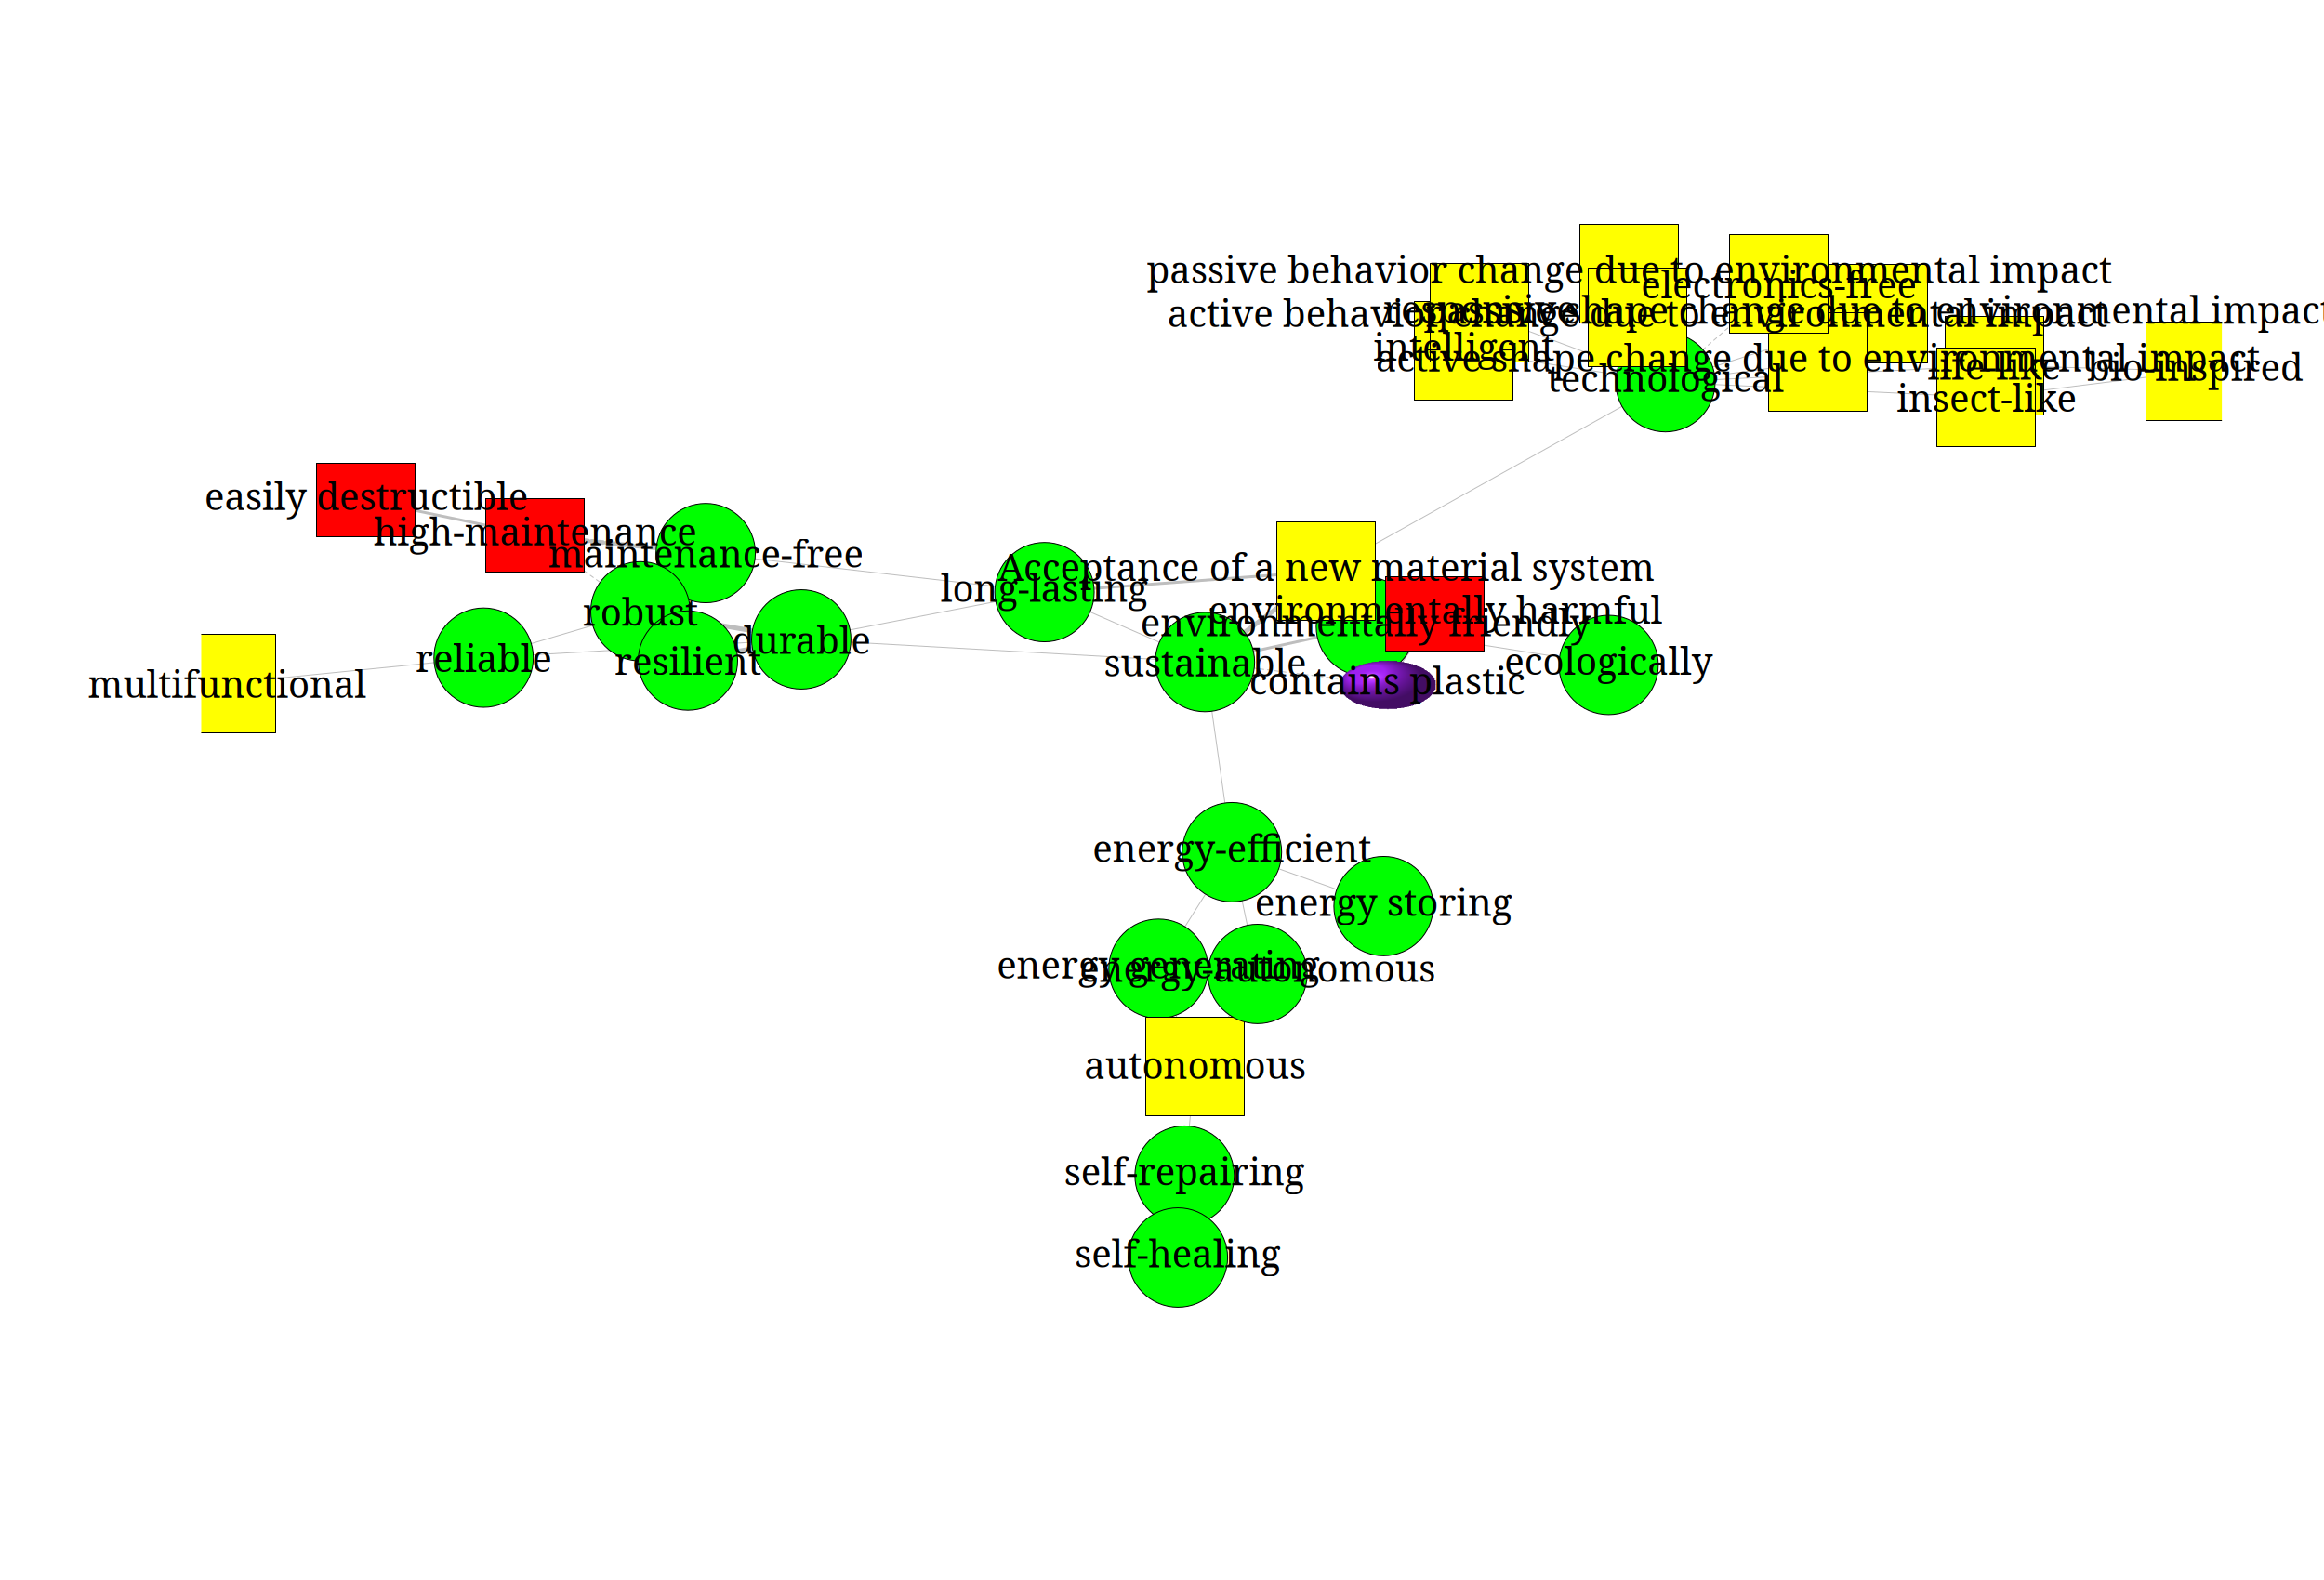 passive behavior change due to environmental impact
electronics-free
responsive
passive shape change due to environmental impact
active behavior change due to environmental impact
intelligent
active shape change due to environmental impact
life-like
bio-inspired
technological
insect-like
easily destructible
high-maintenance
maintenance-free
Acceptance of a new material system
long-lasting
robust
environmentally harmful
environmentally friendly
durable
reliable
resilient
sustainable
ecologically
multifunctional
contains plastic
energy-efficient
energy storing
energy generating
energy-autonomous
autonomous
self-repairing
self-healing